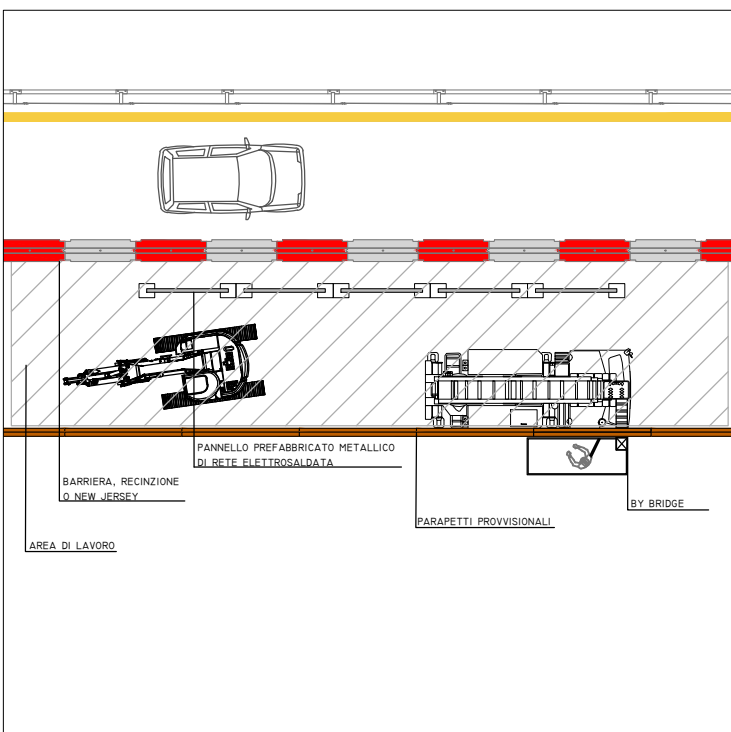 PANNELLO PREFABBRICATO METALLICO
DI RETE ELETTROSALDATA
BARRIERA, RECINZIONE
O NEW JERSEY
BY BRIDGE
PARAPETTI PROVVISIONALI
AREA DI LAVORO